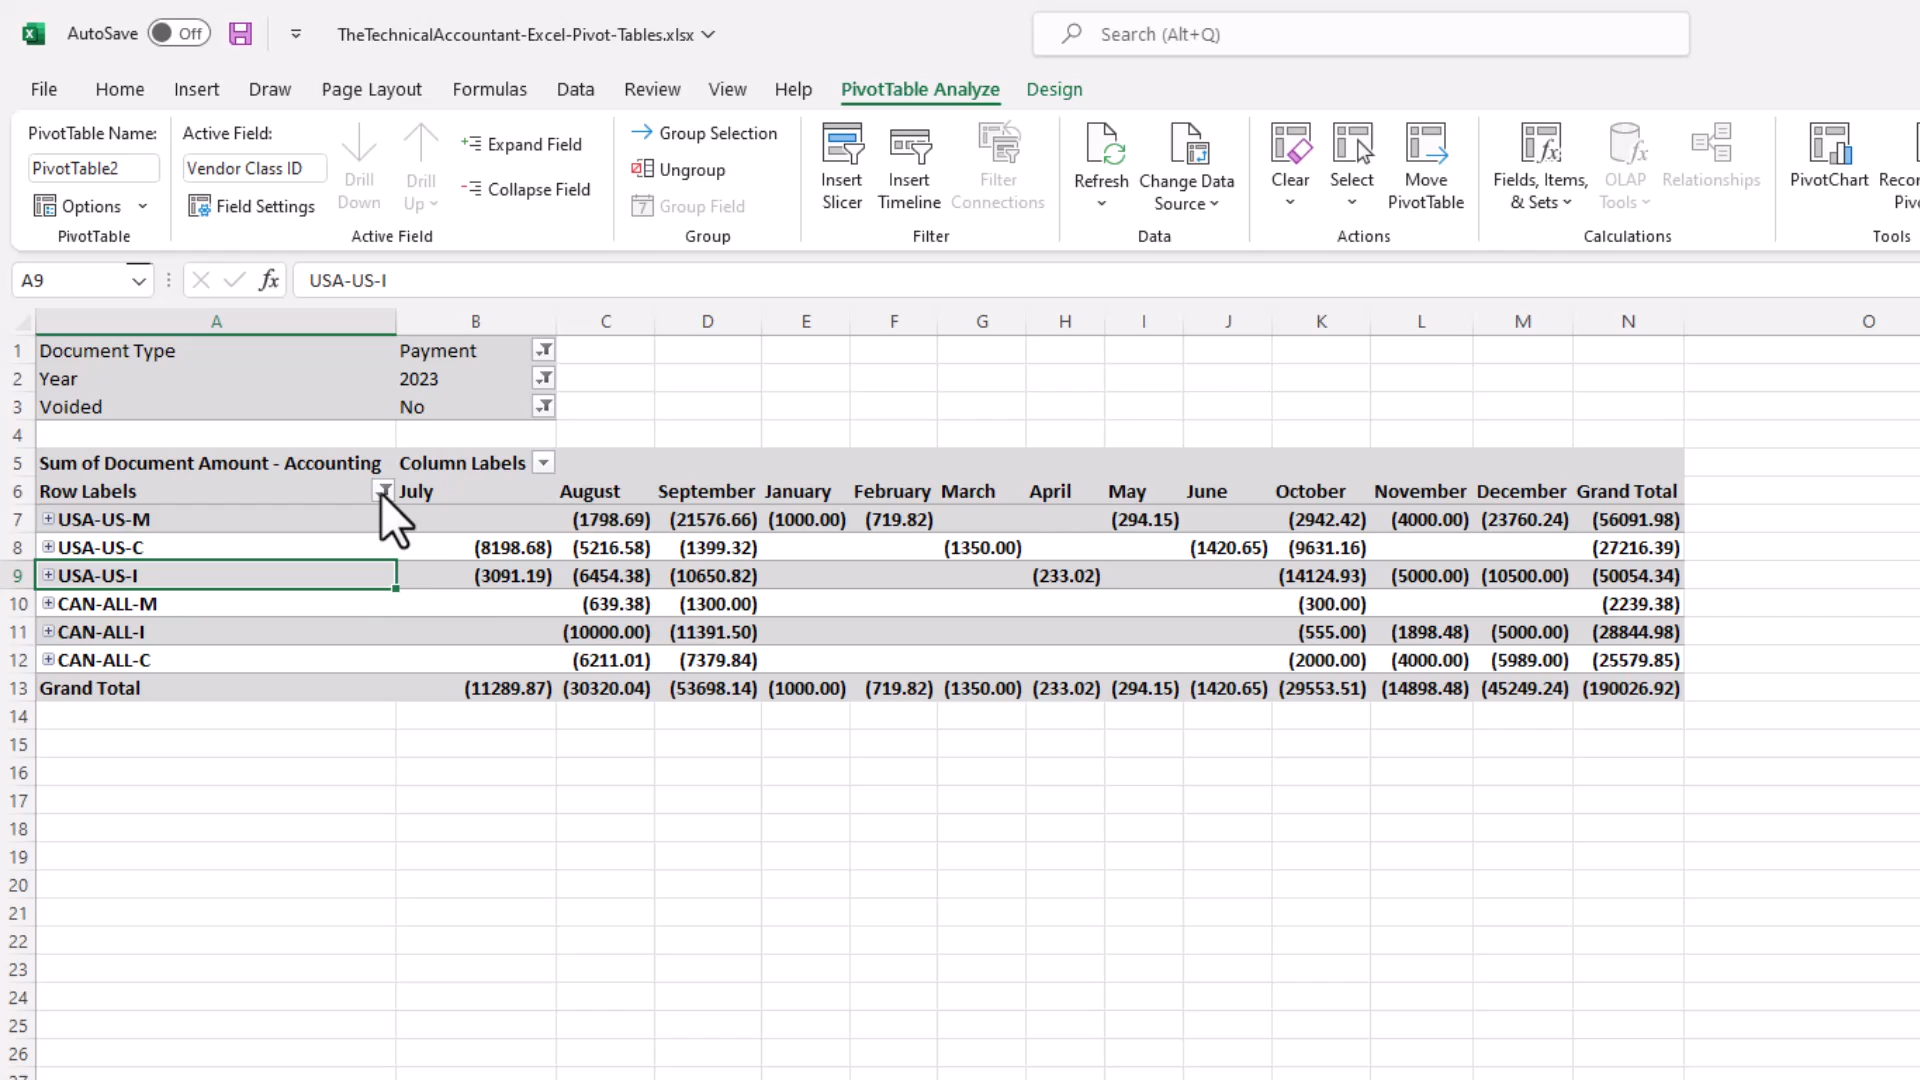 AutoSave Off TheTechnicalAccountant-Excel-Pivot-Tables.xlsx Search (Alt+Q)
File Home Insert Draw Page Layout Formulas Data Review View Help PivotTable Analyze Design
PivotTable Name:
PivotTable2
Options
PivotTable
Active Field:
Vendor Class ID
Field Settings
Drill Down
Drill Up
Expand Field
Collapse Field
Active Field
Group Selection
Ungroup
Group Field
Group
Insert Slicer
Insert Timeline
Filter Connections
Filter
Refresh
Change Data Source
Data
Clear
Select
Move PivotTable
Actions
Fields, Items, & Sets
OLAP Tools
Relationships
Calculations
PivotChart
Tools
A9 fx USA-US-I
A B C D E F G H I J K L M N O
1 Document Type Payment
2 Year 2023
3 Voided No
4
5 Sum of Document Amount - Accounting Column Labels
6 Row Labels July August September January February March April May June October November December Grand Total
7 USA-US-M (1798.69) (21576.66) (1000.00) (719.82) (294.15) (2942.42) (4000.00) (23760.24) (56091.98)
8 USA-US-C (8198.68) (5216.58) (1399.32) (1350.00) (1420.65) (9631.16) (27216.39)
9 USA-US-I (3091.19) (6454.38) (10650.82) (233.02) (14124.93) (5000.00) (10500.00) (50054.34)
10 CAN-ALL-M (639.38) (1300.00) (300.00) (2239.38)
11 CAN-ALL-I (10000.00) (11391.50) (555.00) (1898.48) (5000.00) (28844.98)
12 CAN-ALL-C (6211.01) (7379.84) (2000.00) (4000.00) (5989.00) (25579.85)
13 Grand Total (11289.87) (30320.04) (53698.14) (1000.00) (719.82) (1350.00) (233.02) (294.15) (1420.65) (29553.51) (14898.48) (45249.24) (190026.92)
14
15
16
17
18
19
20
21
22
23
24
25
26